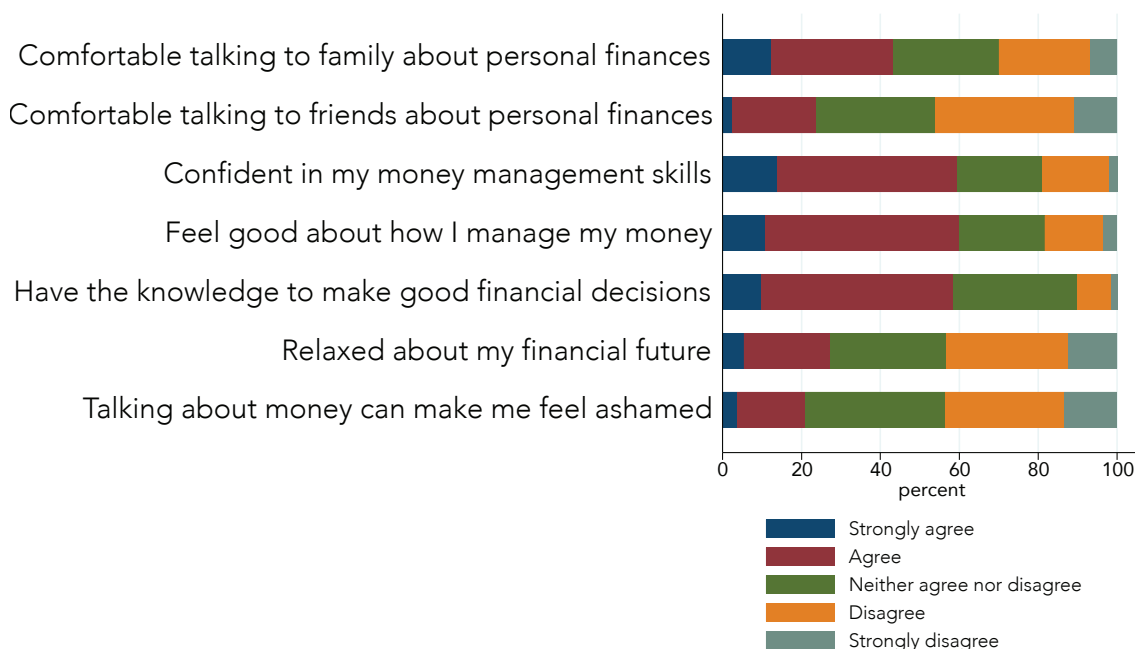 Comfortable talking to family about personal finances
Comfortable talking to friends about personal finances
Confident in my money management skills
Feel good about how I manage my money
Have the knowledge to make good financial decisions
Relaxed about my financial future
Talking about money can make me feel ashamed
0 20 40 60 80 100
percent
Strongly agree
Agree
Neither agree nor disagree
Disagree
Strongly disagree